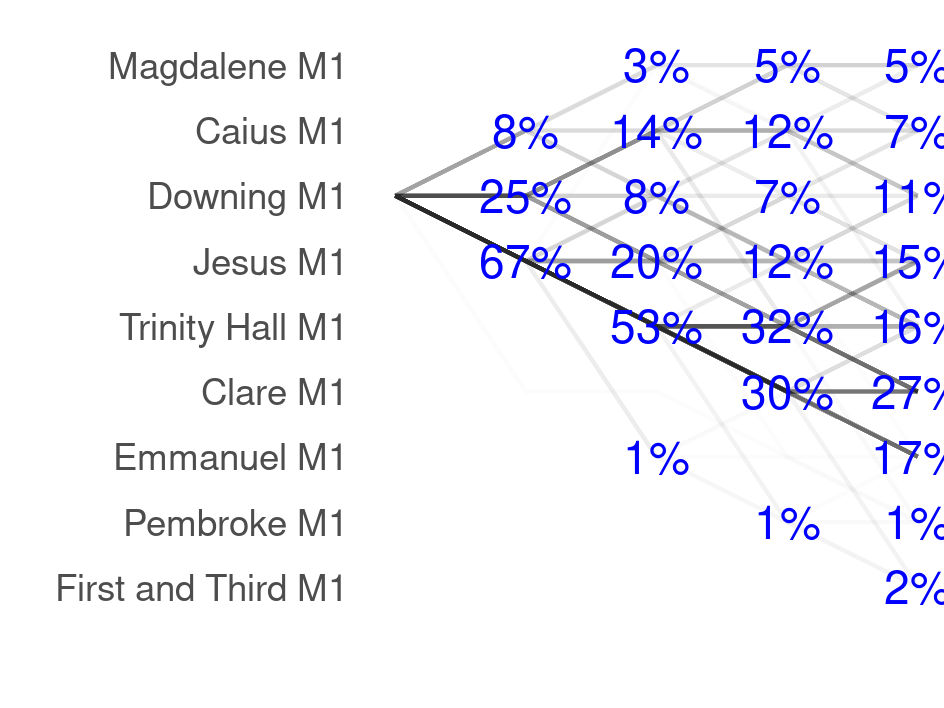 Magdalene M1 3% 5% 5%
Caius M1 8% 14% 12% 7%
Downing M1 25% 8% 7% 11%
Jesus M1 67% 20% 12% 15%
Trinity Hall M1 53% 32% 16%
Clare M1 30% 27%
Emmanuel M1 1% 17%
Pembroke M1 1% 1%
First and Third M1 2%